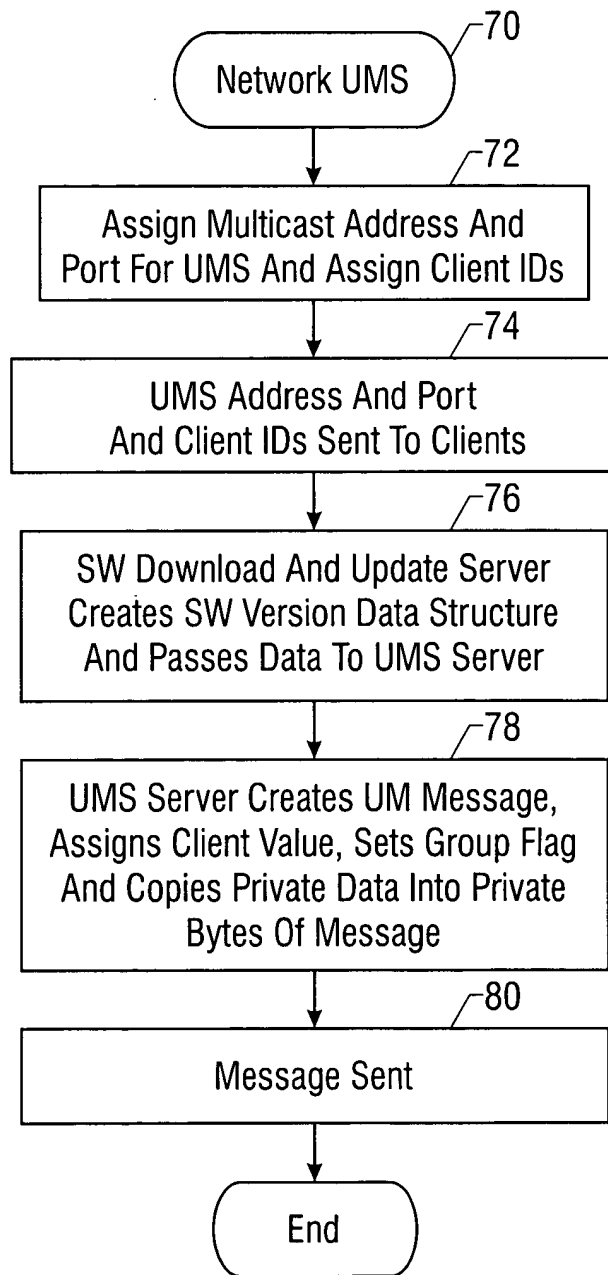 70
Network UMS
72
Assign Multicast Address And
Port For UMS And Assign Client IDs
74
UMS Address And Port
And Client IDs Sent To Clients
76
SW Download And Update Server
Creates SW Version Data Structure
And Passes Data To UMS Server
78
UMS Server Creates UM Message,
Assigns Client Value, Sets Group Flag
And Copies Private Data Into Private
Bytes Of Message
80
Message Sent
End